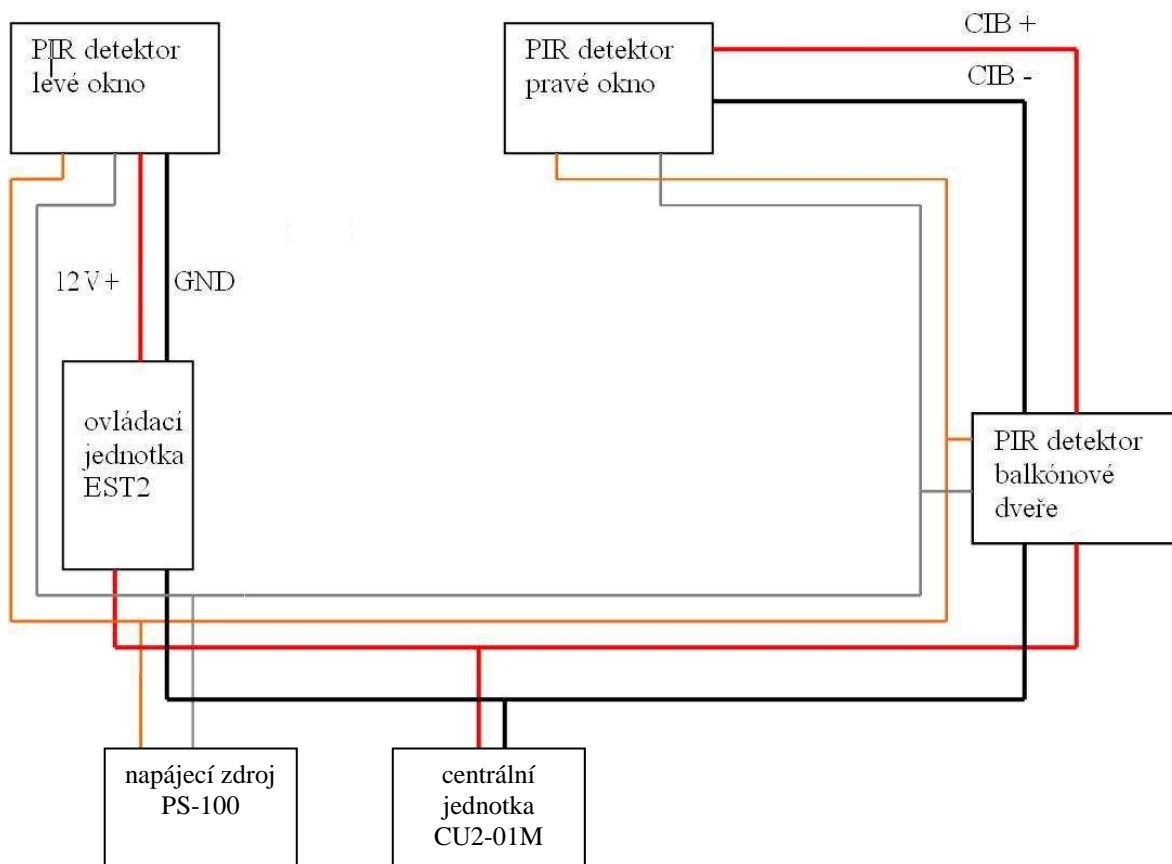 PIR detektor
levé okno
PIR detektor
pravé okno
CIB +
CIB -
12 V +
GND
ovládací
jednotka
EST2
PIR detektor
balkónové
dveře
napájecí zdroj
PS-100
centrální
jednotka
CU2-01M